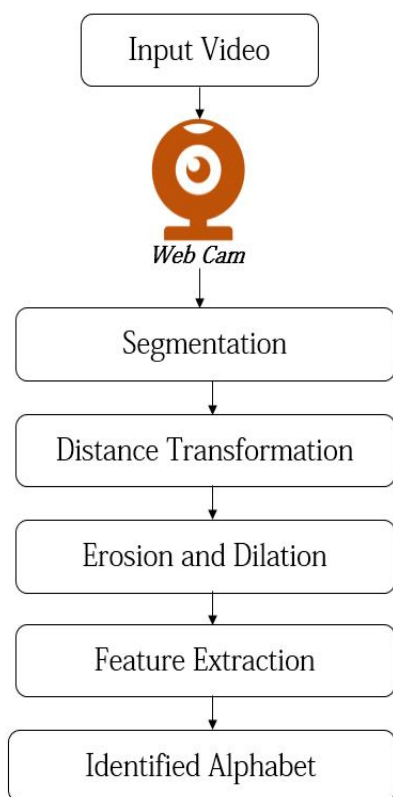 Input Video
Web Cam
Segmentation
Distance Transformation
Erosion and Dilation
Feature Extraction
Identified Alphabet